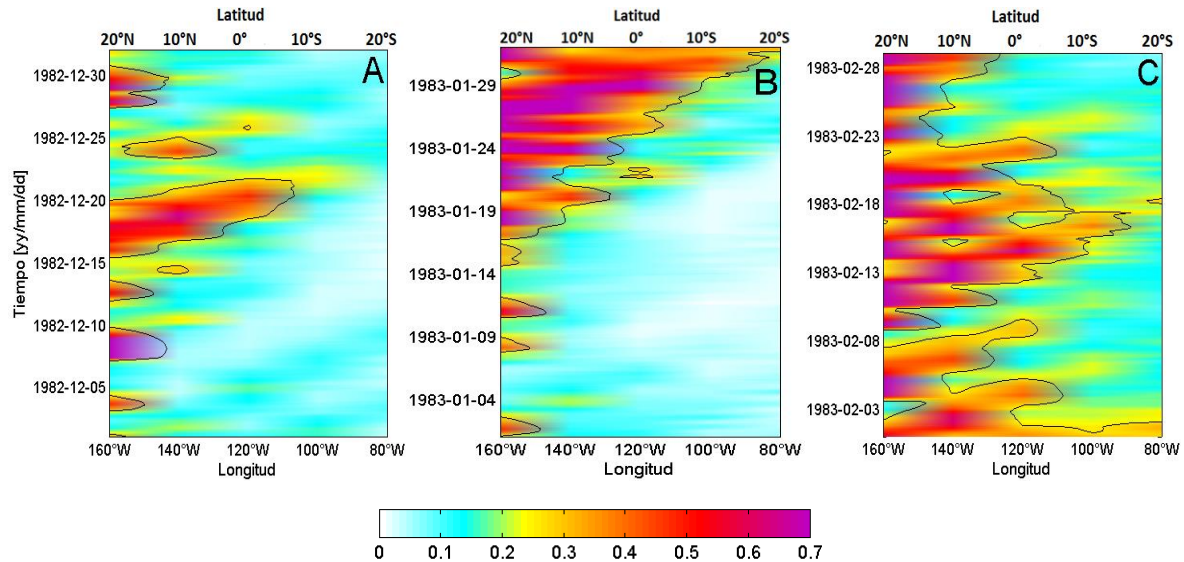 Latitud
20°N 10°N 0° 10°S 20°S
A
Tiempo [yy/mm/dd]
1982-12-30
1982-12-25
1982-12-20
1982-12-15
1982-12-10
1982-12-05
160°W 140°W 120°W 100°W 80°W
Longitud
Latitud
20°N 10°N 0° 10°S 20°S
B
1983-01-29
1983-01-24
1983-01-19
1983-01-14
1983-01-09
1983-01-04
160°W 140°W 120°W 100°W 80°W
Longitud
Latitud
20°N 10°N 0° 10°S 20°S
C
1983-02-28
1983-02-23
1983-02-18
1983-02-13
1983-02-08
1983-02-03
160°W 140°W 120°W 100°W 80°W
Longitud
0 0.1 0.2 0.3 0.4 0.5 0.6 0.7